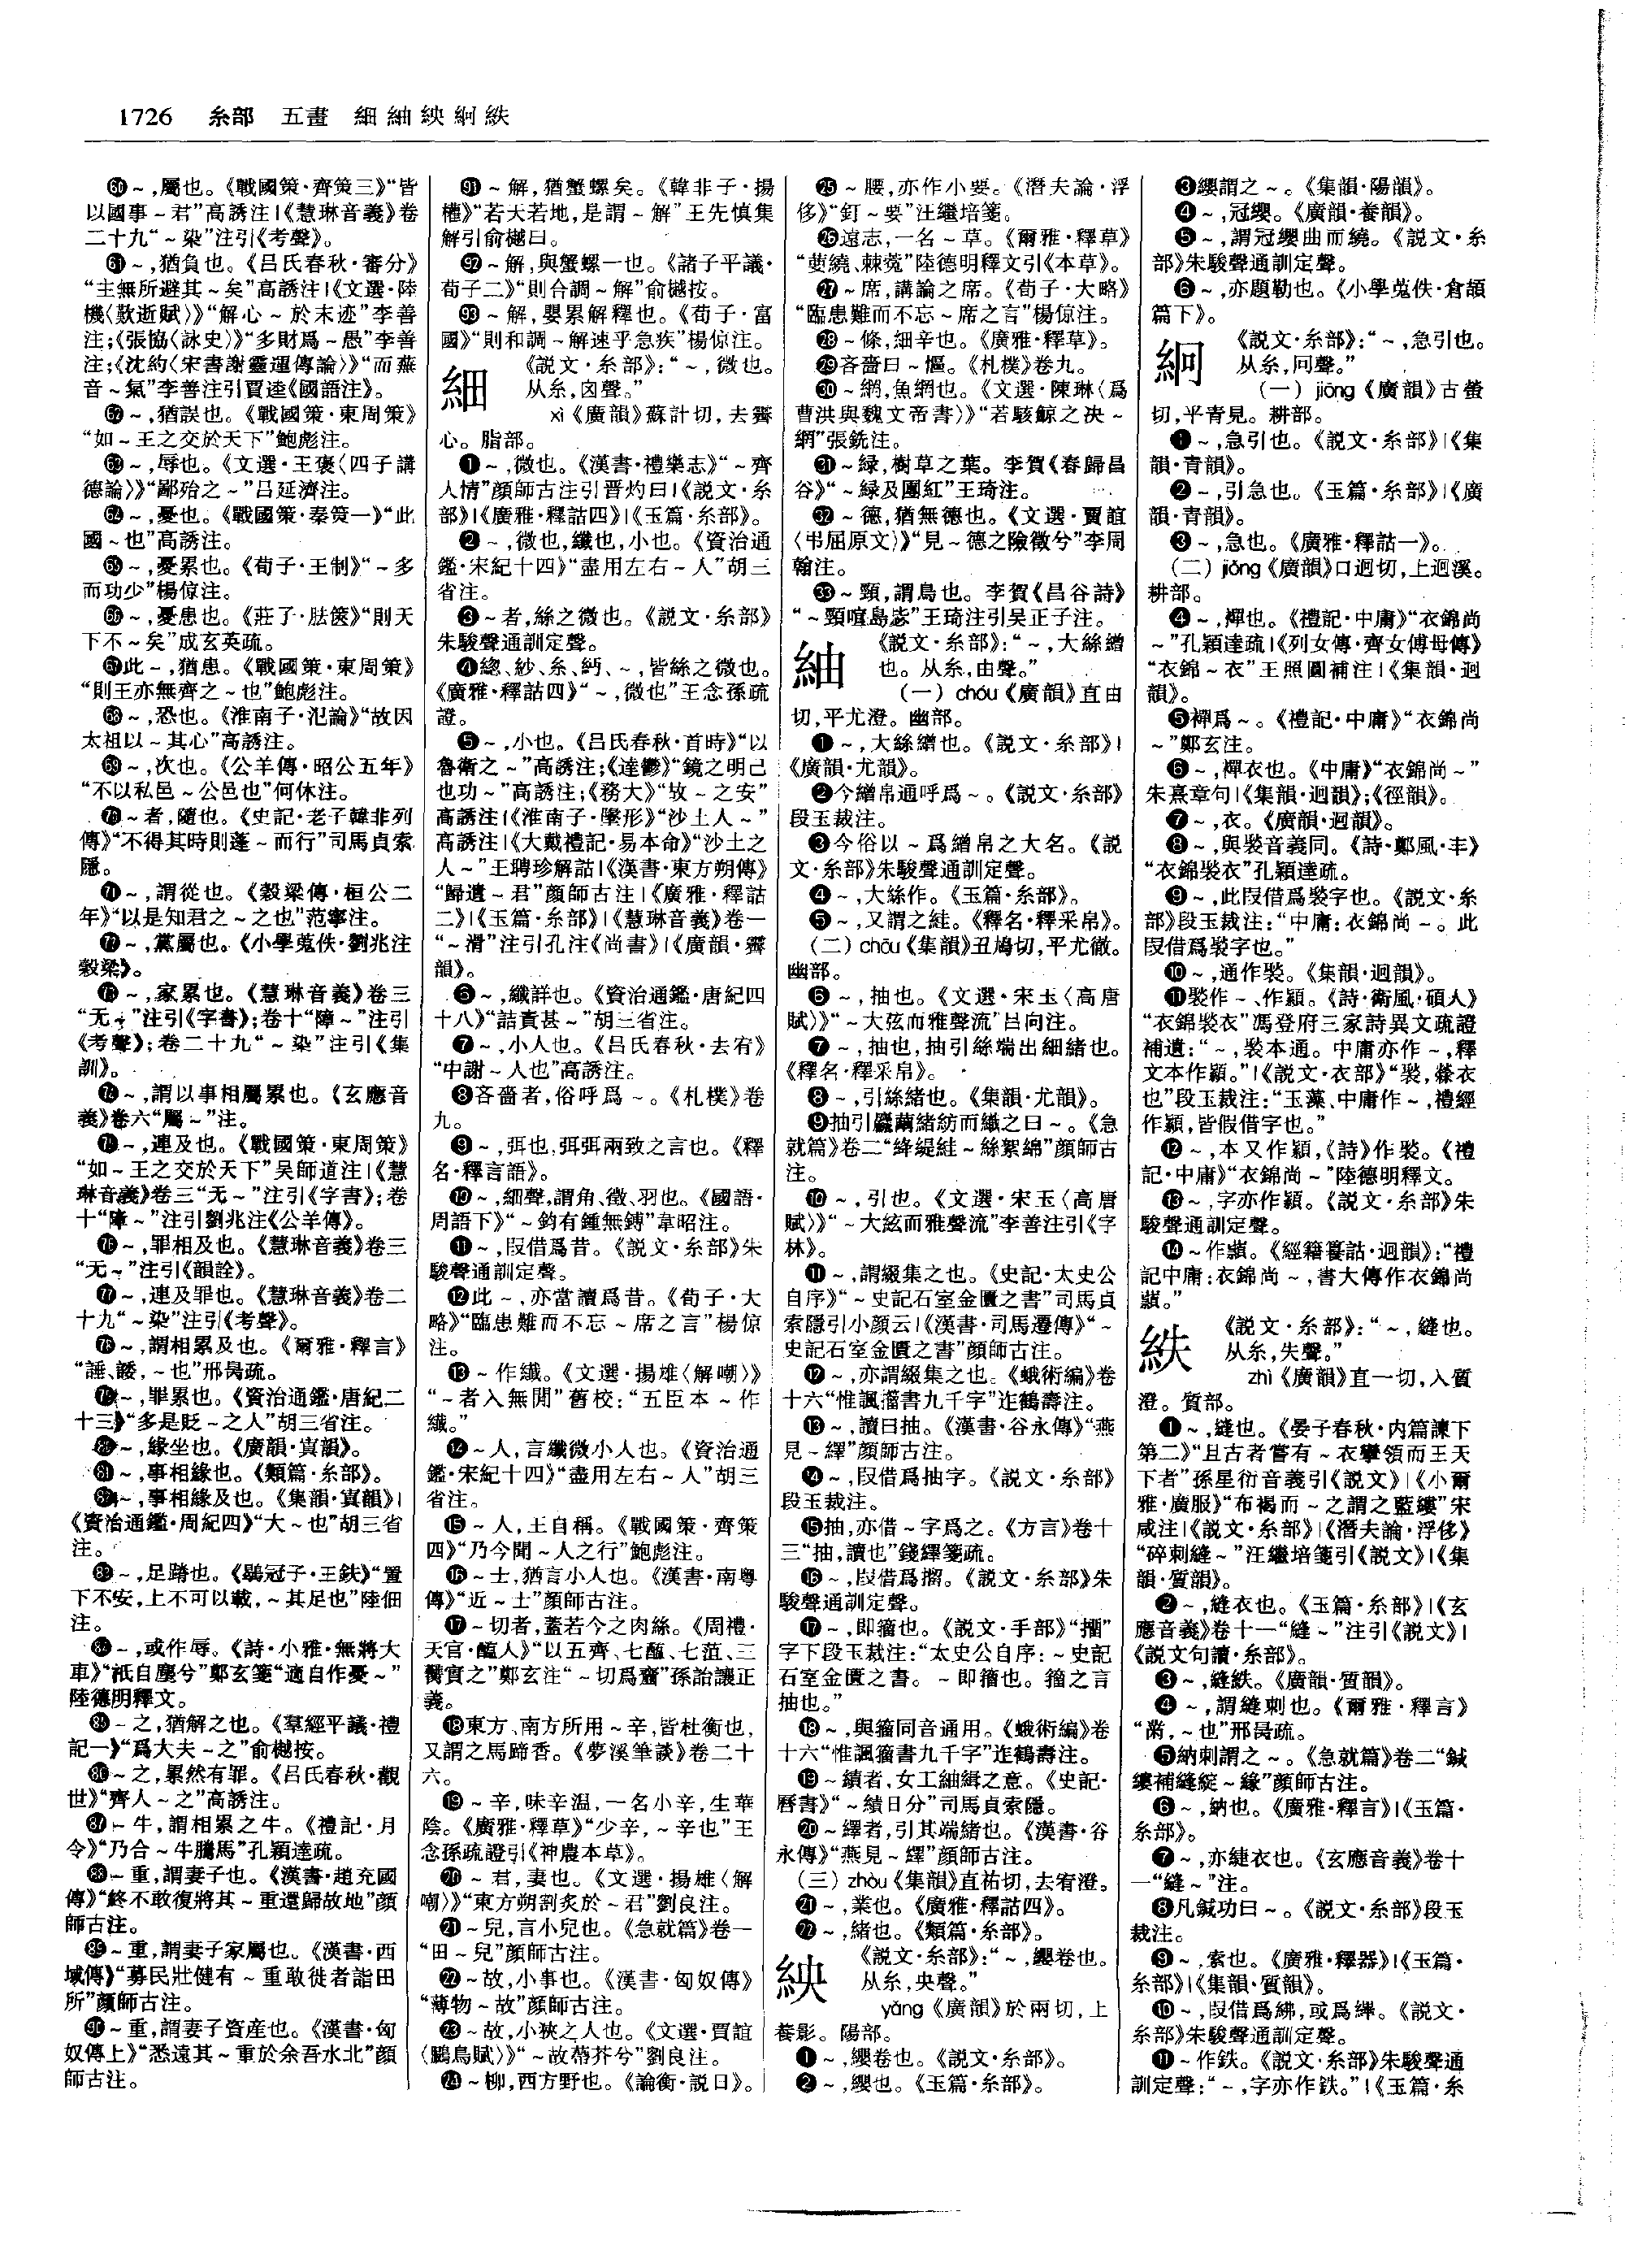 1726 糸部 五畫 細紬紻絅紩
㊿～,屬也。《戰國策·齊策三》“皆
以國事～君”高誘注|《慧琳音義》卷
二十九“～染”注引《考聲》。
61～,猶負也。《吕氏春秋·審分》
“主無所避其～矣”高誘注|《文選·陸
機〈歎逝賦〉》“解心～於末迹”李善
注;《張協〈詠史〉》“多財爲～愚”李善
注;《沈約〈宋書謝靈運傳論〉》“而蕪
音～氣”李善注引賈逵《國語注》。
62～,猶誤也。《戰國策·東周策》
“如～王之交於天下”鮑彪注。
63～,辱也。《文選·王褒〈四子講
德論〉》“鄙殆之～”吕延濟注。
64～,憂也。《戰國策·秦策一》“此
國～也”高誘注。
65～,憂累也。《荀子·王制》“～多
而功少”楊倞注。
66～,憂患也。《莊子·胠篋》“則天
下不～矣”成玄英疏。
67此～,猶患。《戰國策·東周策》
“則王亦無齊之～也”鮑彪注。
68～,恐也。《淮南子·氾論》“故因
太祖以～其心”高誘注。
69～,次也。《公羊傳·昭公五年》
“不以私邑～公邑也”何休注。
70～者,隨也。《史記·老子韓非列
傳》“不得其時則蓬～而行”司馬貞索
隱。
71～,謂從也。《穀梁傳·桓公二
年》“以是知君之～之也”范寧注。
72～,黨屬也。《小學蒐佚·劉兆注
穀梁》。
73～,家累也。《慧琳音義》卷三
“无～”注引《字書》;卷十“障～”注引
《考聲》;卷二十九“～染”注引《集
訓》。
74～,謂以事相屬累也。《玄應音
義》卷六“屬～”注。
75～,連及也。《戰國策·東周策》
“如～王之交於天下”吴師道注|《慧
琳音義》卷三“无～”注引《字書》;卷
十“障～”注引劉兆注《公羊傳》。
76～,罪相及也。《慧琳音義》卷三
“无～”注引《韻詮》。
77～,連及罪也。《慧琳音義》卷二
十九“～染”注引《考聲》。
78～,謂相累及也。《爾雅·釋言》
“諈、諉,～也”邢昺疏。
79～,罪累也。《資治通鑑·唐紀二
十三》“多是貶～之人”胡三省注。
80～,緣坐也。《廣韻·寘韻》。
81～,事相緣也。《類篇·糸部》。
82～,事相緣及也。《集韻·寘韻》|
《資治通鑑·周紀四》“大～也”胡三省
注。
83～,足蹐也。《鶡冠子·王鈇》“置
下不安,上不可以載,～其足也”陸佃
注。
84～,或作辱。《詩·小雅·無將大
車》“祇自塵兮”鄭玄箋“適自作憂～”
陸德明釋文。
85～之,猶解之也。《羣經平議·禮
記一》“爲大夫～之”俞樾按。
86～之,累然有罪。《吕氏春秋·觀
世》“齊人～之”高誘注。
87～牛,謂相累之牛。《禮記·月
令》“乃合～牛騰馬”孔穎達疏。
88～重,謂妻子也。《漢書·趙充國
傳》“終不敢復將其～重還歸故地”顔
師古注。
89～重,謂妻子家屬也。《漢書·西
域傳》“募民壯健有～重敢徙者詣田
所”顔師古注。
90～重,謂妻子資産也。《漢書·匈
奴傳上》“悉遠其～重於余吾水北”顔
師古注。
91～解,猶蟹螺矣。《韓非子·揚
權》“若天若地,是謂～解”王先慎集
解引俞樾曰。
92～解,與蟹螺一也。《諸子平議·
荀子二》“則合調～解”俞樾按。
93～解,嬰累解釋也。《荀子·富
國》“則和調～解速乎急疾”楊倞注。
細 《説文·糸部》:“～,微也。
从糸,囟聲。”
xì《廣韻》蘇計切,去霽
心。脂部。
❶～,微也。《漢書·禮樂志》“～齊
人情”顔師古注引晋灼曰|《説文·糸
部》|《廣雅·釋詁四》|《玉篇·糸部》。
❷～,微也,纖也,小也。《資治通
鑑·宋紀十四》“盡用左右～人”胡三
省注。
❸～者,絲之微也。《説文·糸部》
朱駿聲通訓定聲。
❹緫、紗、糸、緆、～,皆絲之微也。
《廣雅·釋詁四》“～,微也”王念孫疏
證。
❺～,小也。《吕氏春秋·首時》“以
魯衛之～”高誘注;《達鬱》“鏡之明己
也功～”高誘注;《務大》“故～之安”
高誘注|《淮南子·墬形》“沙土人～”
高誘注|《大戴禮記·易本命》“沙土之
人～”王聘珍解詁|《漢書·東方朔傳》
“歸遺～君”顔師古注|《廣雅·釋詁
二》|《玉篇·糸部》|《慧琳音義》卷一
“～滑”注引孔注《尚書》|《廣韻·霽
韻》。
❻～,纖詳也。《資治通鑑·唐紀四
十八》“詰責甚～”胡三省注。
❼～,小人也。《吕氏春秋·去宥》
“中謝～人也”高誘注。
❽吝嗇者,俗呼爲～。《札樸》卷
九。
❾～,弭也,弭弭兩致之言也。《釋
名·釋言語》。
❿～,細聲,謂角、徵、羽也。《國語·
周語下》“～鈞有鍾無鎛”韋昭注。
⓫～,叚借爲昔。《説文·糸部》朱
駿聲通訓定聲。
⓬此～,亦當讀爲昔。《荀子·大
略》“臨患難而不忘～席之言”楊倞
注。
⓭～作纖。《文選·揚雄〈解嘲〉》
“～者入無閒”舊校:“五臣本～作
纖。”
⓮～人,言纖微小人也。《資治通
鑑·宋紀十四》“盡用左右～人”胡三
省注。
⓯～人,王自稱。《戰國策·齊策
四》“乃今聞～人之行”鮑彪注。
⓰～士,猶言小人也。《漢書·南粤
傳》“近～士”顔師古注。
⓱～切者,蓋若今之肉絲。《周禮·
天官·醢人》“以五齊、七醢、七菹、三
臡實之”鄭玄注“～切爲齏”孫詒讓正
義。
⓲東方、南方所用～辛,皆杜衡也,
又謂之馬蹄香。《夢溪筆談》卷二十
六。
⓳～辛,味辛温,一名小辛,生華
陰。《廣雅·釋草》“少辛,～辛也”王
念孫疏證引《神農本草》。
⓴～君,妻也。《文選·揚雄〈解
嘲〉》“東方朔割炙於～君”劉良注。
㉑～兒,言小兒也。《急就篇》卷一
“田～兒”顔師古注。
㉒～故,小事也。《漢書·匈奴傳》
“薄物～故”顔師古注。
㉓～故,小狹之人也。《文選·賈誼
〈鵩鳥賦〉》“～故蔕芥兮”劉良注。
㉔～柳,西方野也。《論衡·説日》。
㉕～腰,亦作小要。《潛夫論·浮
侈》“釘～要”汪繼培箋。
㉖遠志,一名～草。《爾雅·釋草》
“葽繞、棘蒬”陸德明釋文引《本草》。
㉗～席,講論之席。《荀子·大略》
“臨患難而不忘～席之言”楊倞注。
㉘～條,細辛也。《廣雅·釋草》。
㉙吝嗇曰～慪。《札樸》卷九。
㉚～網,魚網也。《文選·陳琳〈爲
曹洪與魏文帝書〉》“若駭鯨之决～
網”張銑注。
㉛～緑,樹草之葉。李賀《春歸昌
谷》“～緑及團紅”王琦注。
㉜～德,猶無德也。《文選·賈誼
〈弔屈原文〉》“見～德之險徵兮”李周
翰注。
㉝～頸,謂鳥也。李賀《昌谷詩》
“～頸喧島毖”王琦注引吴正子注。
紬 《説文·糸部》:“～,大絲繒
也。从糸,由聲。”
(一) chóu《廣韻》直由
切,平尤澄。幽部。
❶～,大絲繒也。《説文·糸部》|
《廣韻·尤韻》。
❷今繒帛通呼爲～。《説文·糸部》
段玉裁注。
❸今俗以～爲繒帛之大名。《説
文·糸部》朱駿聲通訓定聲。
❹～,大絲作。《玉篇·糸部》。
❺～,又謂之絓。《釋名·釋采帛》。
(二) chōu《集韻》丑鳩切,平尤徹。
幽部。
❻～,抽也。《文選·宋玉〈高唐
賦〉》“～大弦而雅聲流”吕向注。
❼～,抽也,抽引絲端出細緒也。
《釋名·釋采帛》。
❽～,引絲緒也。《集韻·尤韻》。
❾抽引麤繭緒紡而織之曰～。《急
就篇》卷二“絳緹絓～絲絮綿”顔師古
注。
❿～,引也。《文選·宋玉〈高唐
賦〉》“～大絃而雅聲流”李善注引《字
林》。
⓫～,謂綴集之也。《史記·太史公
自序》“～史記石室金匱之書”司馬貞
索隱引小顔云|《漢書·司馬遷傳》“～
史記石室金匱之書”顔師古注。
⓬～,亦謂綴集之也。《蛾術編》卷
十六“惟諷籀書九千字”迮鶴壽注。
⓭～,讀曰抽。《漢書·谷永傳》“燕
見～繹”顔師古注。
⓮～,叚借爲抽字。《説文·糸部》
段玉裁注。
⓯抽,亦借～字爲之。《方言》卷十
三“抽,讀也”錢繹箋疏。
⓰～,叚借爲搊。《説文·糸部》朱
駿聲通訓定聲。
⓱～,即籀也。《説文·手部》“擂”
字下段玉裁注:“太史公自序:～史記
石室金匱之書。～即籀也。籀之言
抽也。”
⓲～,與籀同音通用。《蛾術編》卷
十六“惟諷籀書九千字”迮鶴壽注。
⓳～績者,女工紬緝之意。《史記·
曆書》“～績日分”司馬貞索隱。
⓴～繹者,引其端緒也。《漢書·谷
永傳》“燕見～繹”顔師古注。
(三) zhòu《集韻》直祐切,去宥澄。
㉑～,業也。《廣雅·釋詁四》。
㉒～,緒也。《類篇·糸部》。
紻 《説文·糸部》:“～,纓卷也。
从糸,央聲。”
yǎng《廣韻》於兩切,上
養影。陽部。
❶～,纓卷也。《説文·糸部》。
❷～,纓也。《玉篇·糸部》。
❸纓謂之～。《集韻·陽韻》。
❹～,冠纓。《廣韻·養韻》。
❺～,謂冠纓曲而繞。《説文·糸
部》朱駿聲通訓定聲。
❻～,亦題勒也。《小學蒐佚·倉頡
篇下》。
絅 《説文·糸部》:“～,急引也。
从糸,冋聲。”
(一) jiōng《廣韻》古螢
切,平青見。耕部。
❶～,急引也。《説文·糸部》|《集
韻·青韻》。
❷～,引急也。《玉篇·糸部》|《廣
韻·青韻》。
❸～,急也。《廣雅·釋詁一》。
(二) jiǒng《廣韻》口迥切,上迥溪。
耕部。
❹～,襌也。《禮記·中庸》“衣錦尚
～”孔穎達疏|《列女傳·齊女傅母傳》
“衣錦～衣”王照圓補注|《集韻·迥
韻》。
❺襌爲～。《禮記·中庸》“衣錦尚
～”鄭玄注。
❻～,襌衣也。《中庸》“衣錦尚～”
朱熹章句|《集韻·迥韻》;《徑韻》。
❼～,衣。《廣韻·迥韻》。
❽～,與褧音義同。《詩·鄭風·丰》
“衣錦褧衣”孔穎達疏。
❾～,此叚借爲褧字也。《説文·糸
部》段玉裁注:“中庸:衣錦尚～。此
叚借爲褧字也。”
❿～,通作褧。《集韻·迥韻》。
⓫褧作～、作穎。《詩·衛風·碩人》
“衣錦褧衣”馮登府三家詩異文疏證
補遺:“～,褧本通。中庸亦作～,釋
文本作穎。”|《説文·衣部》“褧,檾衣
也”段玉裁注:“玉藻、中庸作～,禮經
作穎,皆假借字也。”
⓬～,本又作穎,《詩》作褧。《禮
記·中庸》“衣錦尚～”陸德明釋文。
⓭～,字亦作穎。《説文·糸部》朱
駿聲通訓定聲。
⓮～作蘔。《經籍籑詁·迥韻》:“禮
記中庸:衣錦尚～,書大傳作衣錦尚
蘔。”
紩 《説文·糸部》:“～,縫也。
从糸,失聲。”
zhì《廣韻》直一切,入質
澄。質部。
❶～,縫也。《晏子春秋·内篇諫下
第二》“且古者嘗有～衣攣領而王天
下者”孫星衍音義引《説文》|《小爾
雅·廣服》“布褐而～之謂之藍縷”宋
咸注|《説文·糸部》|《潛夫論·浮侈》
“碎刺縫～”汪繼培箋引《説文》|《集
韻·質韻》。
❷～,縫衣也。《玉篇·糸部》|《玄
應音義》卷十一“縫～”注引《説文》|
《説文句讀·糸部》。
❸～,縫紩。《廣韻·質韻》。
❹～,謂縫刺也。《爾雅·釋言》
“黹,～也”邢昺疏。
❺納刺謂之～。《急就篇》卷二“鍼
縷補縫綻～緣”顔師古注。
❻～,納也。《廣雅·釋言》|《玉篇·
糸部》。
❼～,亦緁衣也。《玄應音義》卷十
一“縫～”注。
❽凡鍼功曰～。《説文·糸部》段玉
裁注。
❾～,索也。《廣雅·釋器》|《玉篇·
糸部》|《集韻·質韻》。
❿～,叚借爲紼,或爲繂。《説文·
糸部》朱駿聲通訓定聲。
⓫～作鉄。《説文·糸部》朱駿聲通
訓定聲:“～,字亦作鉄。”|《玉篇·糸